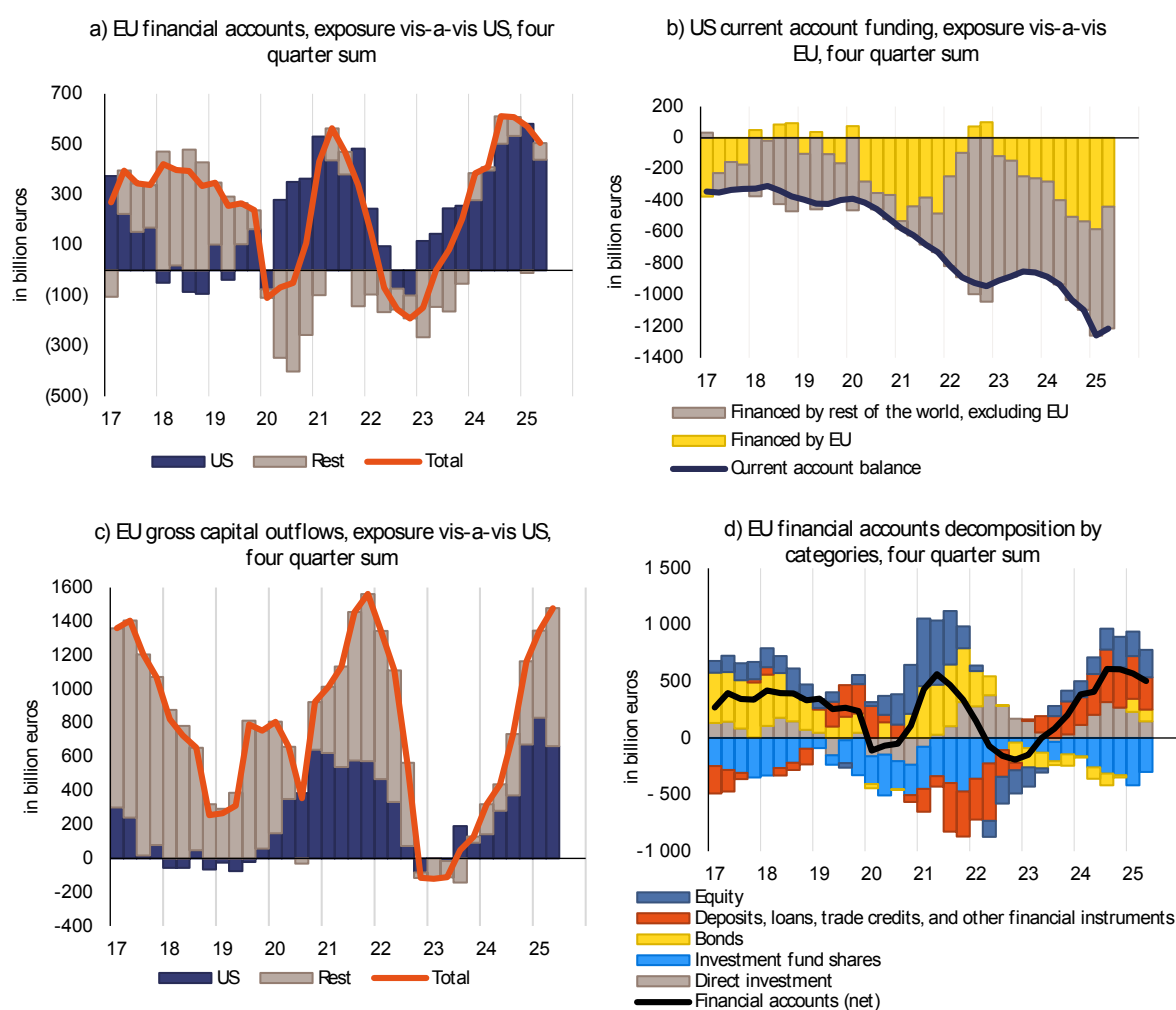 a) EU financial accounts, exposure vis-a-vis US, four
quarter sum
in billion euros
700
500
300
100
(100)
(300)
(500)
17 18 19 20 21 22 23 24 25
US Rest Total
b) US current account funding, exposure vis-a-vis
EU, four quarter sum
in billion euros
200
0
-200
-400
-600
-800
-1000
-1200
-1400
17 18 19 20 21 22 23 24 25
Financed by rest of the world, excluding EU
Financed by EU
Current account balance
c) EU gross capital outflows, exposure vis-a-vis US,
four quarter sum
in billion euros
1600
1400
1200
1000
800
600
400
200
0
-200
-400
17 18 19 20 21 22 23 24 25
US Rest Total
d) EU financial accounts decomposition by
categories, four quarter sum
in billion euros
1 500
1 000
500
0
- 500
-1 000
17 18 19 20 21 22 23 24 25
Equity
Deposits, loans, trade credits, and other financial instruments
Bonds
Investment fund shares
Direct investment
Financial accounts (net)